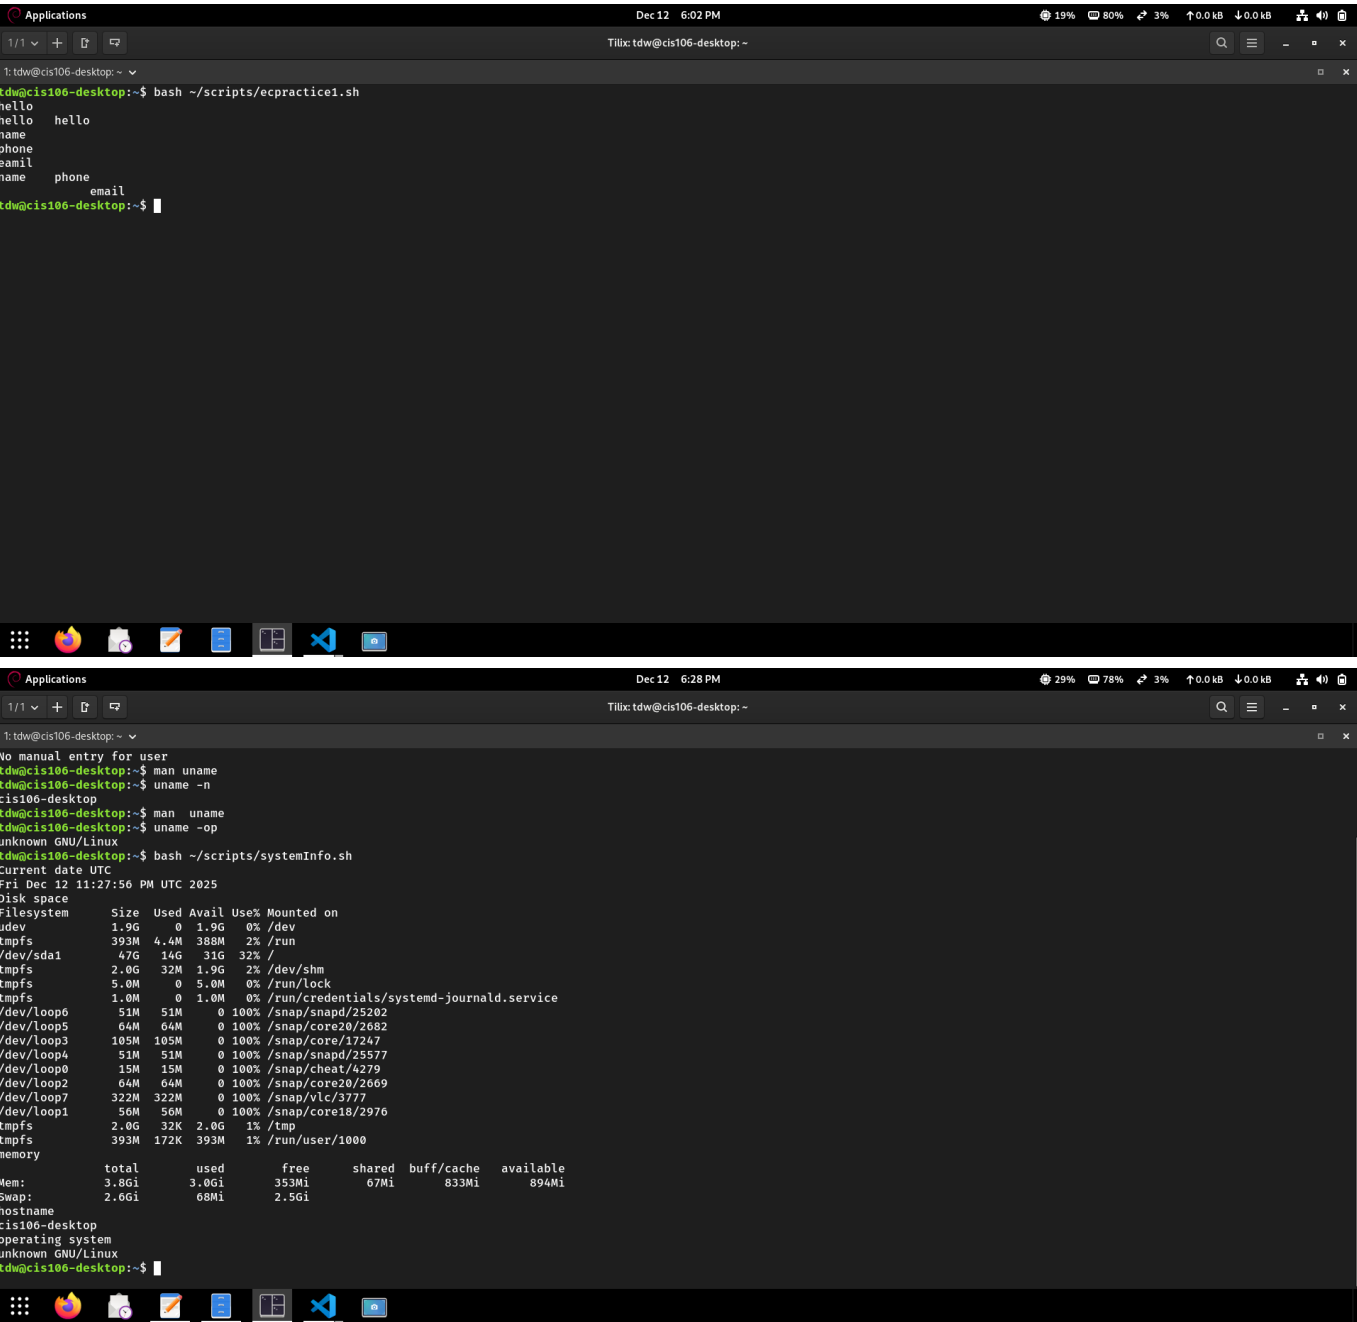 Applications
Dec 12 6:02 PM
19% 80% 3% 0.0 kB 0.0 kB
1/1
Tilix: tdw@cis106-desktop: ~
1: tdw@cis106-desktop: ~
tdw@cis106-desktop:~$ bash ~/scripts/ecpractice1.sh
hello
hello hello
name
phone
eamil
name phone
email
tdw@cis106-desktop:~$
Applications
Dec 12 6:28 PM
29% 78% 3% 0.0 kB 0.0 kB
1/1
Tilix: tdw@cis106-desktop: ~
1: tdw@cis106-desktop: ~
No manual entry for user
tdw@cis106-desktop:~$ man uname
tdw@cis106-desktop:~$ uname -n
cis106-desktop
tdw@cis106-desktop:~$ man  uname
tdw@cis106-desktop:~$ uname -op
unknown GNU/Linux
tdw@cis106-desktop:~$ bash ~/scripts/systemInfo.sh
Current date UTC
Fri Dec 12 11:27:56 PM UTC 2025
Disk space
Filesystem Size Used Avail Use% Mounted on
udev 1.9G 0 1.9G 0% /dev
tmpfs 393M 4.4M 388M 2% /run
/dev/sda1 47G 14G 31G 32% /
tmpfs 2.0G 32M 1.9G 2% /dev/shm
tmpfs 5.0M 0 5.0M 0% /run/lock
tmpfs 1.0M 0 1.0M 0% /run/credentials/systemd-journald.service
/dev/loop6 51M 51M 0 100% /snap/snapd/25202
/dev/loop5 64M 64M 0 100% /snap/core20/2682
/dev/loop3 105M 105M 0 100% /snap/core/17247
/dev/loop4 51M 51M 0 100% /snap/snapd/25577
/dev/loop0 15M 15M 0 100% /snap/cheat/4279
/dev/loop2 64M 64M 0 100% /snap/core20/2669
/dev/loop7 322M 322M 0 100% /snap/vlc/3777
/dev/loop1 56M 56M 0 100% /snap/core18/2976
tmpfs 2.0G 32K 2.0G 1% /tmp
tmpfs 393M 172K 393M 1% /run/user/1000
memory
total used free shared buff/cache available
Mem: 3.8Gi 3.0Gi 353Mi 67Mi 833Mi 894Mi
Swap: 2.6Gi 68Mi 2.5Gi
hostname
cis106-desktop
operating system
unknown GNU/Linux
tdw@cis106-desktop:~$